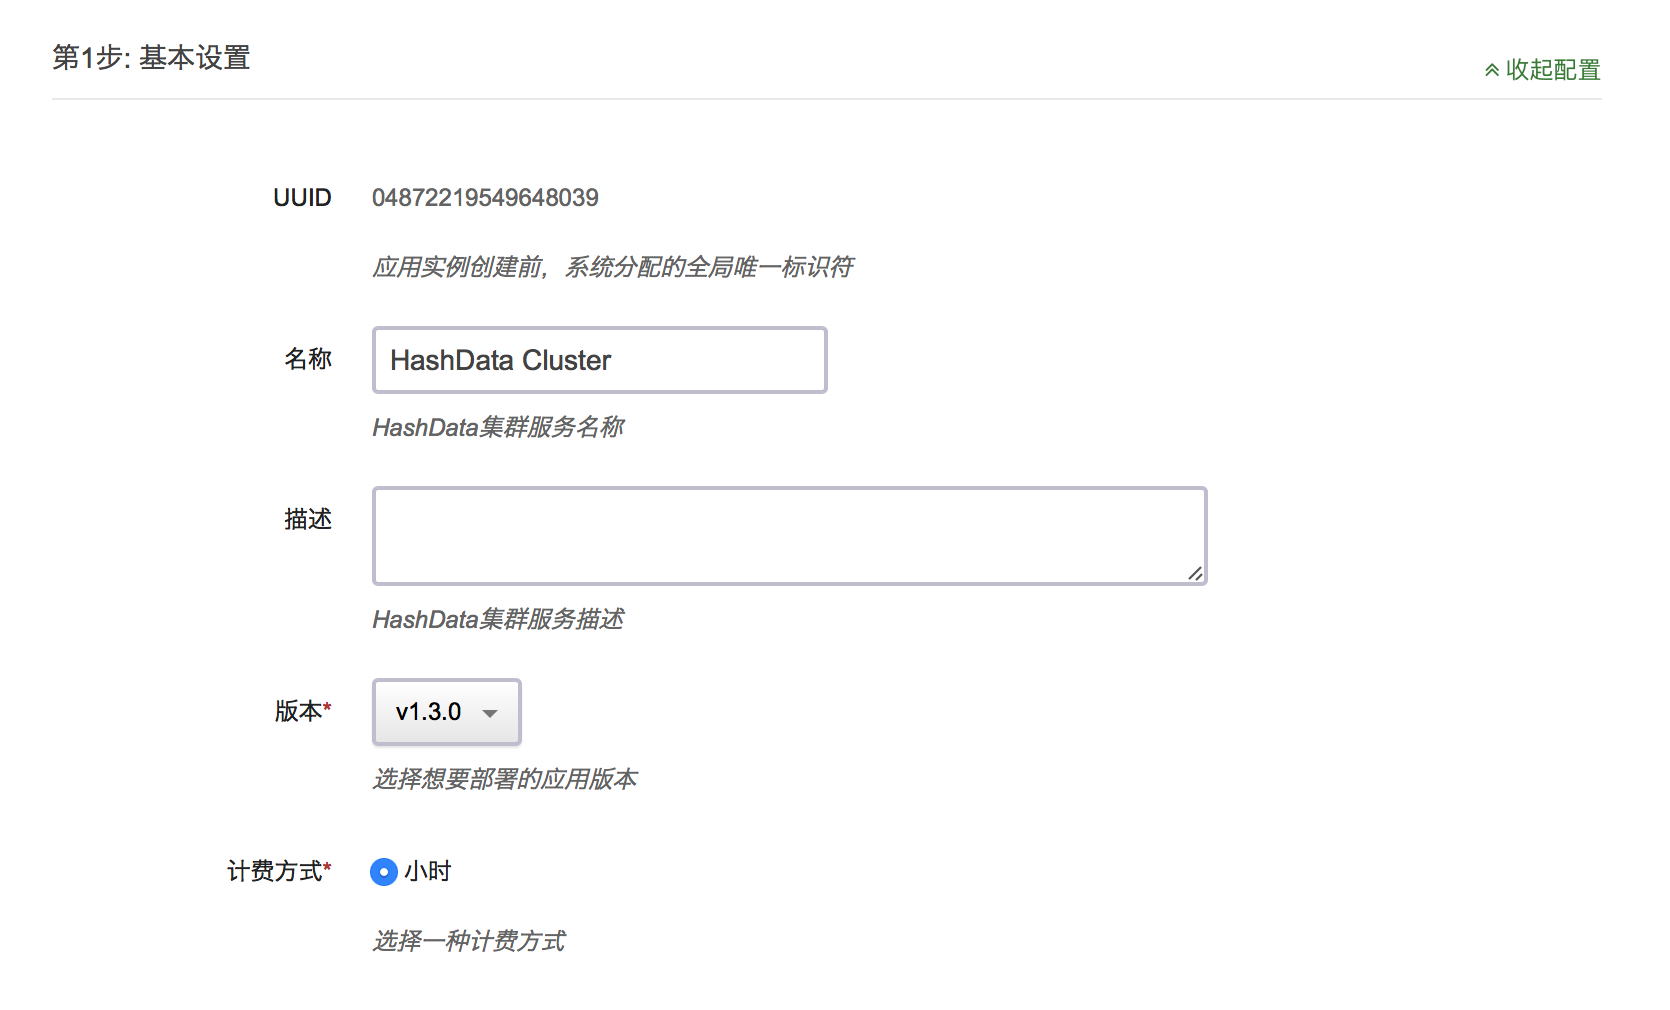 第1步: 基本设置
收起配置
UUID 04872219549648039
应用实例创建前，系统分配的全局唯一标识符
名称 HashData Cluster
HashData集群服务名称
描述
HashData集群服务描述
版本* v1.3.0
选择想要部署的应用版本
计费方式* 小时
选择一种计费方式